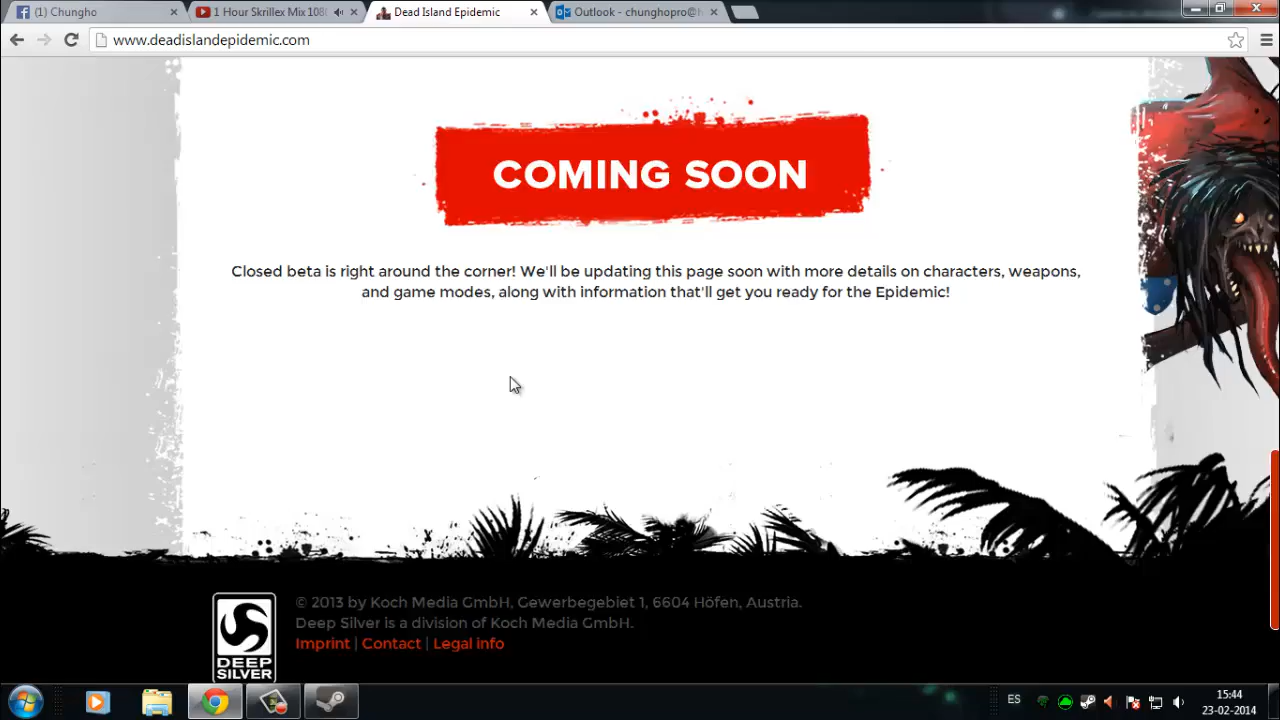 (1) Chungho
1 Hour Skrillex Mix 108
Dead Island Epidemic
Outlook - chunghopro@h
www.deadislandepidemic.com
COMING SOON
Closed beta is right around the corner! We'll be updating this page soon with more details on characters, weapons,
and game modes, along with information that'll get you ready for the Epidemic!
© 2013 by Koch Media GmbH, Gewerbegebiet 1, 6604 Höfen, Austria.
Deep Silver is a division of Koch Media GmbH.
Imprint | Contact | Legal info
DEEP
SILVER
ES
15:44
23-02-2014